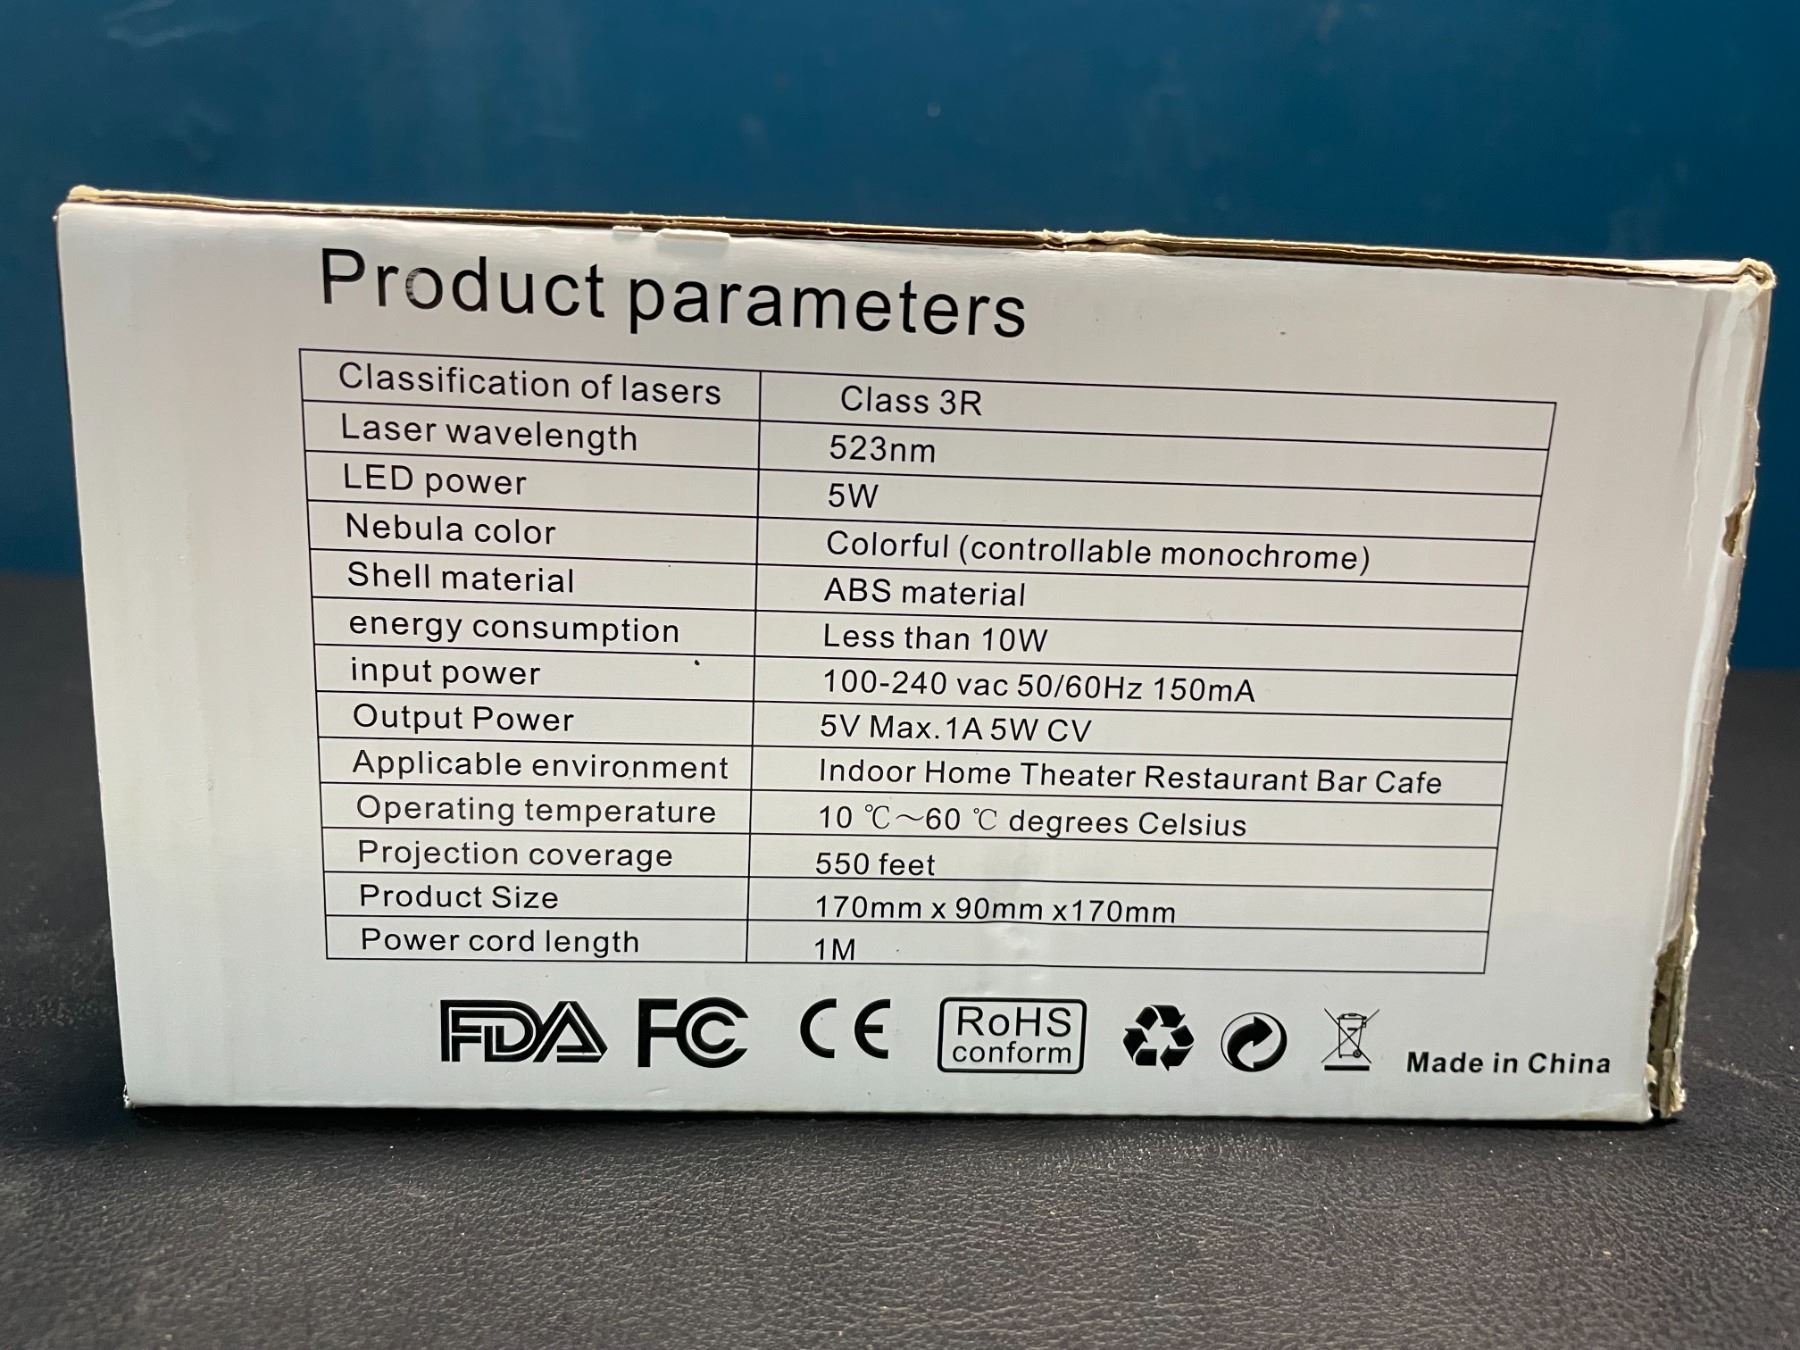 Product parameters
Classification of lasers Class 3R
Laser wavelength 523nm
LED power 5W
Nebula color Colorful (controllable monochrome)
Shell material ABS material
energy consumption Less than 10W
input power 100-240 vac 50/60Hz 150mA
Output Power 5V Max.1A 5W CV
Applicable environment Indoor Home Theater Restaurant Bar Cafe
Operating temperature 10 ℃～60 ℃ degrees Celsius
Projection coverage 550 feet
Product Size 170mm x 90mm x170mm
Power cord length 1M
FDA FC CE RoHS
conform
Made in China